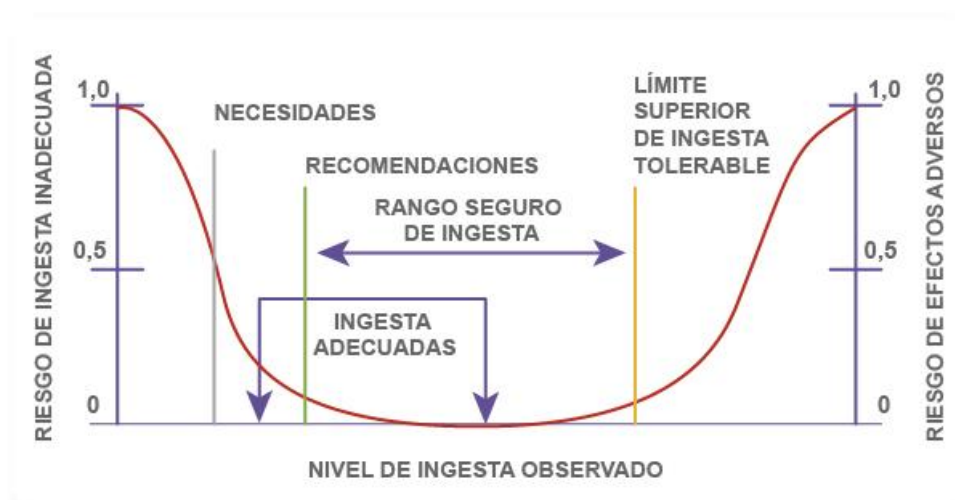 RIESGO DE INGESTA INADECUADA
1,0
0,5
0
NECESIDADES
RECOMENDACIONES
RANGO SEGURO
DE INGESTA
INGESTA
ADECUADAS
LÍMITE
SUPERIOR
DE INGESTA
TOLERABLE
1,0
0,5
0
RIESGO DE EFECTOS ADVERSOS
NIVEL DE INGESTA OBSERVADO